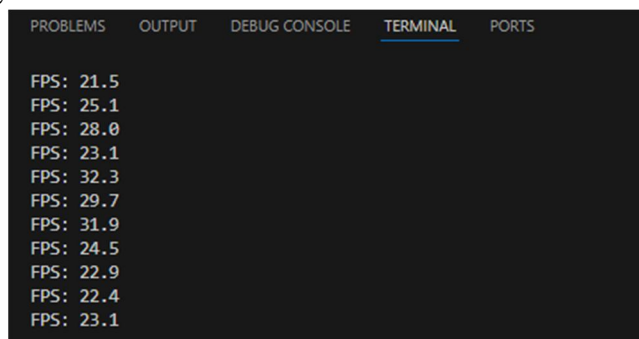 PROBLEMS OUTPUT DEBUG CONSOLE TERMINAL PORTS
FPS: 21.5
FPS: 25.1
FPS: 28.0
FPS: 23.1
FPS: 32.3
FPS: 29.7
FPS: 31.9
FPS: 24.5
FPS: 22.9
FPS: 22.4
FPS: 23.1